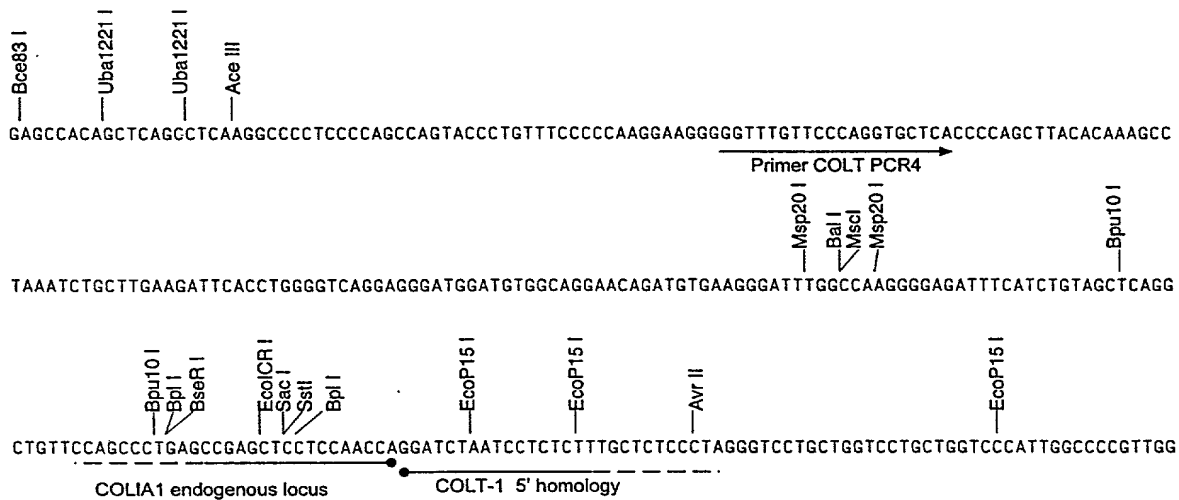 Bce83 I
Uba1221 I
Uba1221 I
Ace III
GAGCCACAGCTCAGCCTCAAGGCCCCTCCCCAGCCAGTACCCTGTTTCCCCCAAGGAAGGGGGTTTGTTCCCAGGTGCTCACCCCAGCTTACACAAAGCC
Primer COLT PCR4
Msp20 I
Bal I
MscI
Msp20 I
Bpu10 I
TAAATCTGCTTGAAGATTCACCTGGGGTCAGGAGGGATGGATGTGGCAGGAACAGATGTGAAGGGATTTGGCCAAGGGGAGATTTCATCTGTAGCTCAGG
Bpu10 I
Bpl I
BseR I
EcolCR I
Sac I
SstI
Bpl I
EcoP15 I
EcoP15 I
Avr II
EcoP15 I
CTGTTCCAGCCCTGAGCCGAGCTCCTCCAACCAGGATCTAATCCTCTCTTTGCTCTCCCTAGGGTCCTGCTGGTCCTGCTGGTCCCATTGGCCCCGTTGG
COLIA1 endogenous locus
COLT-1 5' homology